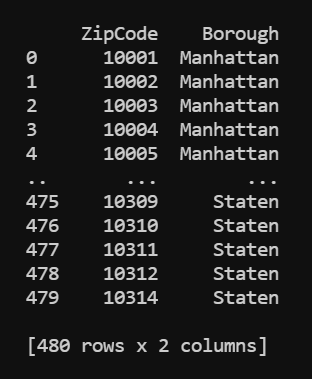 ZipCode Borough
0 10001 Manhattan
1 10002 Manhattan
2 10003 Manhattan
3 10004 Manhattan
4 10005 Manhattan
.. ... ...
475 10309 Staten
476 10310 Staten
477 10311 Staten
478 10312 Staten
479 10314 Staten
[480 rows x 2 columns]